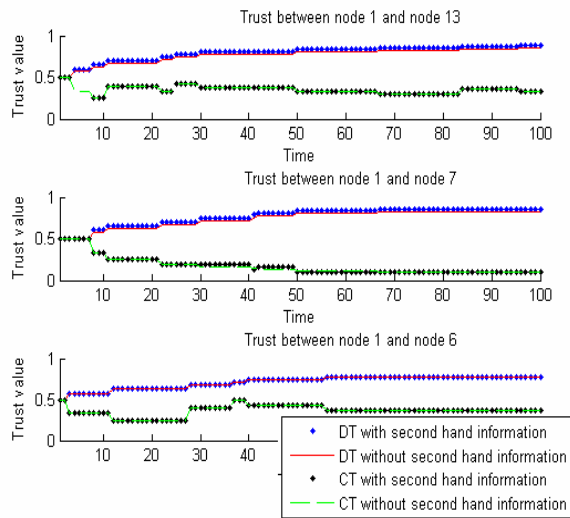 Trust between node 1 and node 13
Trust value
1
0.5
0
10 20 30 40 50 60 70 80 90 100
Time
Trust between node 1 and node 7
Trust value
1
0.5
0
10 20 30 40 50 60 70 80 90 100
Time
Trust between node 1 and node 6
Trust value
1
0.5
0
10 20 30 40
DT with second hand information
DT without second hand information
CT with second hand information
CT without second hand information